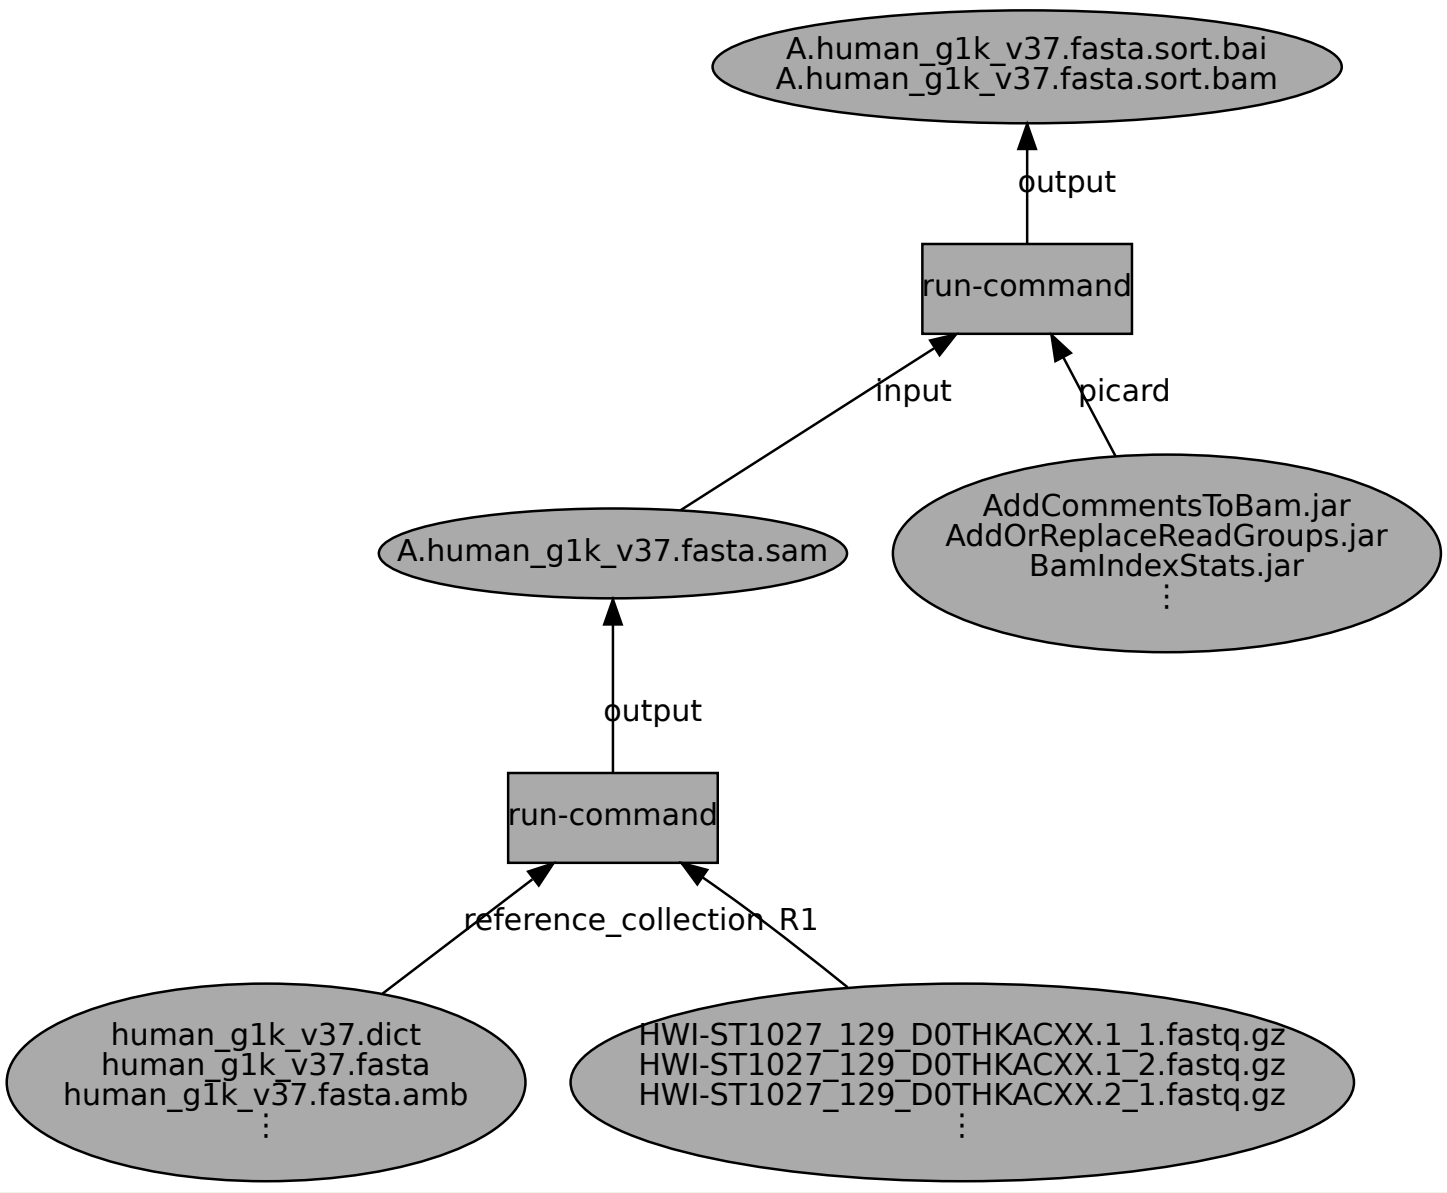 A.human_g1k_v37.fasta.sort.bai
A.human_g1k_v37.fasta.sort.bam
output
run-command
input
picard
AddCommentsToBam.jar
AddOrReplaceReadGroups.jar
BamIndexStats.jar
⋮
A.human_g1k_v37.fasta.sam
output
run-command
reference_collection
R1
human_g1k_v37.dict
human_g1k_v37.fasta
human_g1k_v37.fasta.amb
⋮
HWI-ST1027_129_D0THKACXX.1_1.fastq.gz
HWI-ST1027_129_D0THKACXX.1_2.fastq.gz
HWI-ST1027_129_D0THKACXX.2_1.fastq.gz
⋮